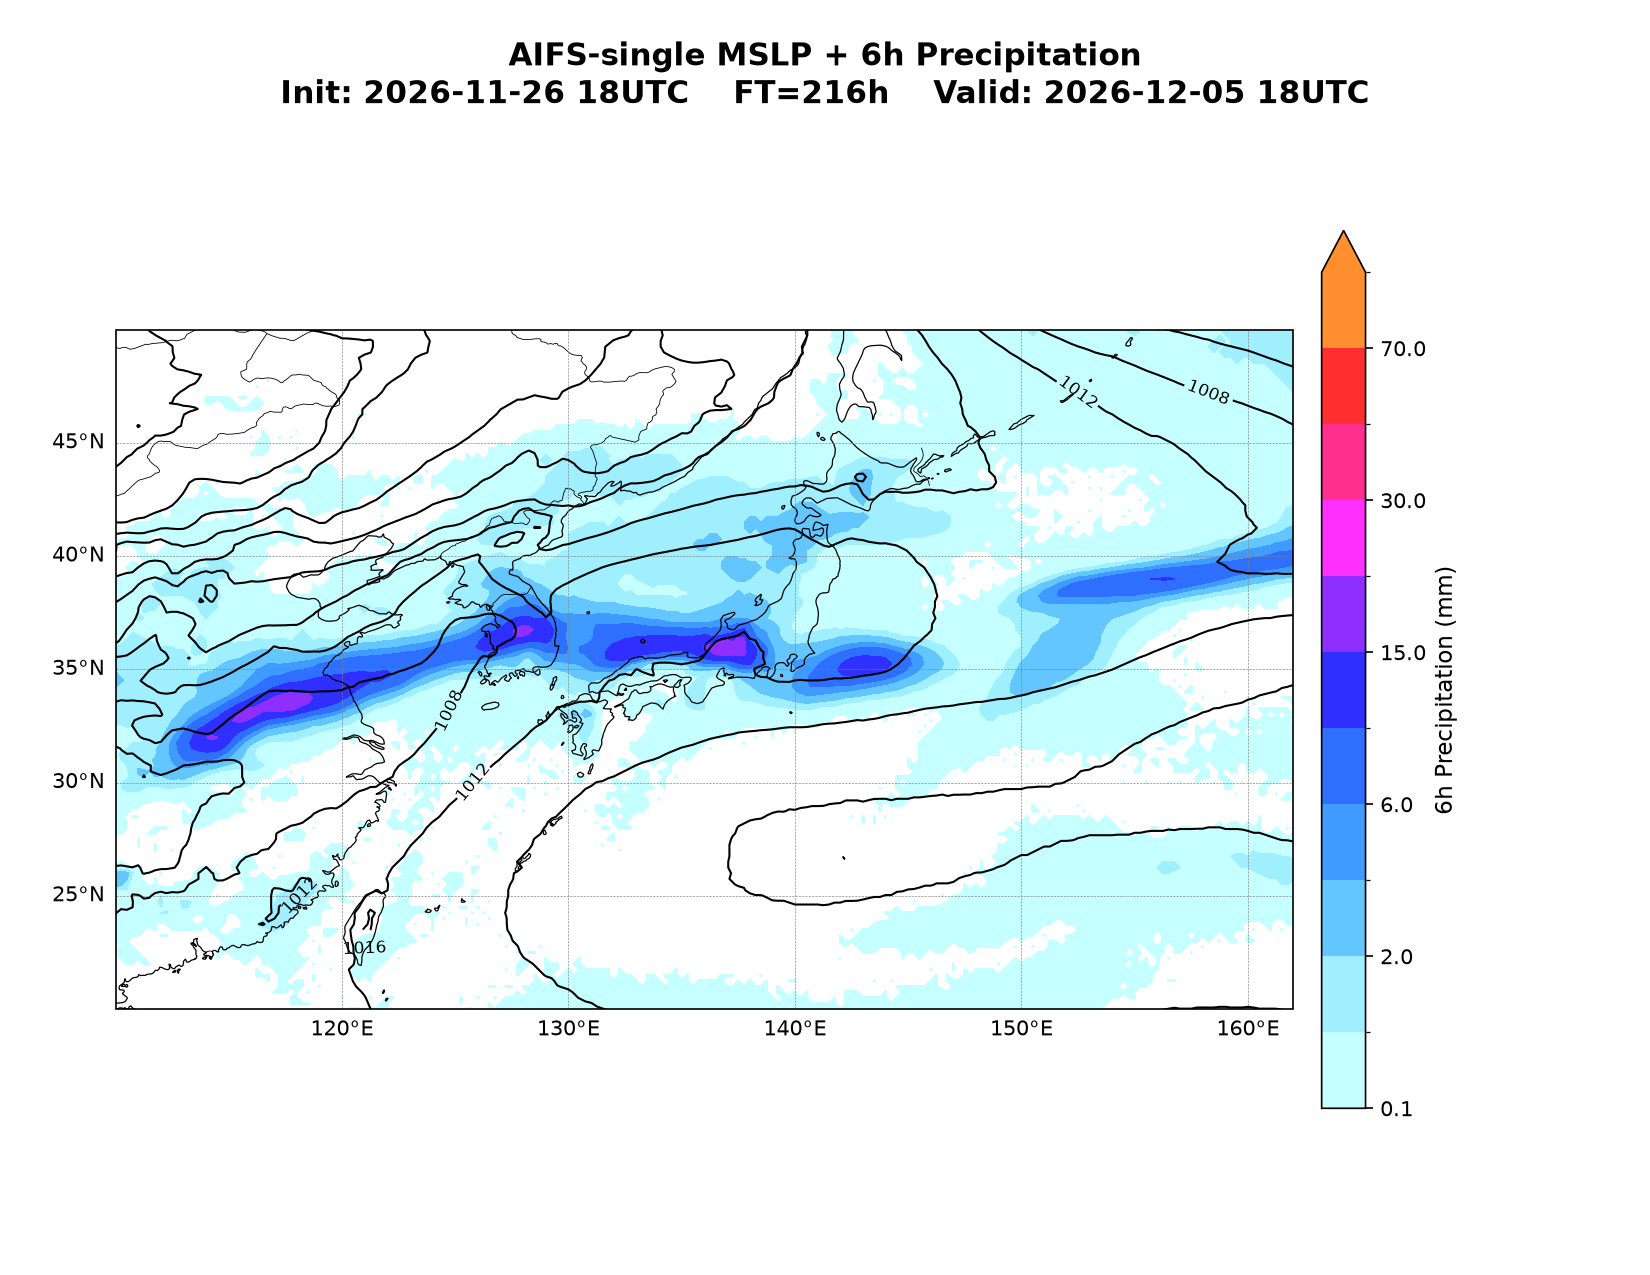 AIFS-single MSLP + 6h Precipitation
Init: 2026-11-26 18UTC    FT=216h    Valid: 2026-12-05 18UTC
70.0
1012
1008
45°N
30.0
40°N
6h Precipitation (mm)
35°N
15.0
1008
30°N
1012
6.0
25°N
1012
1016
2.0
120°E
130°E
140°E
150°E
160°E
0.1